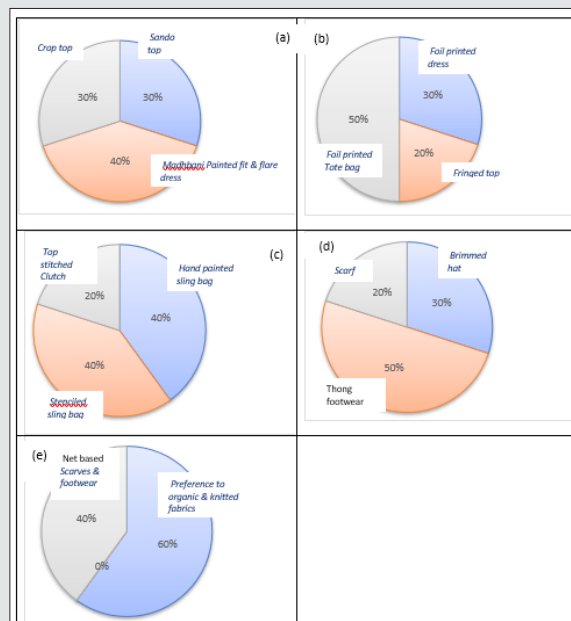 (a)
Crop top
Sando
top
30%
30%
40%
Madhbani Painted fit & flare
dress
(b)
Foil printed
dress
30%
50%
20%
Foil printed
Tote bag
Fringed top
(c)
Top
stitched
Clutch
Hand painted
sling bag
20%
40%
40%
Stenciled
sling bag
(d)
Scarf
Brimmed
hat
20%
30%
50%
Thong
footwear
(e)
Net based
Scarves &
footwear
Preference to
organic & knitted
fabrics
40%
60%
0%